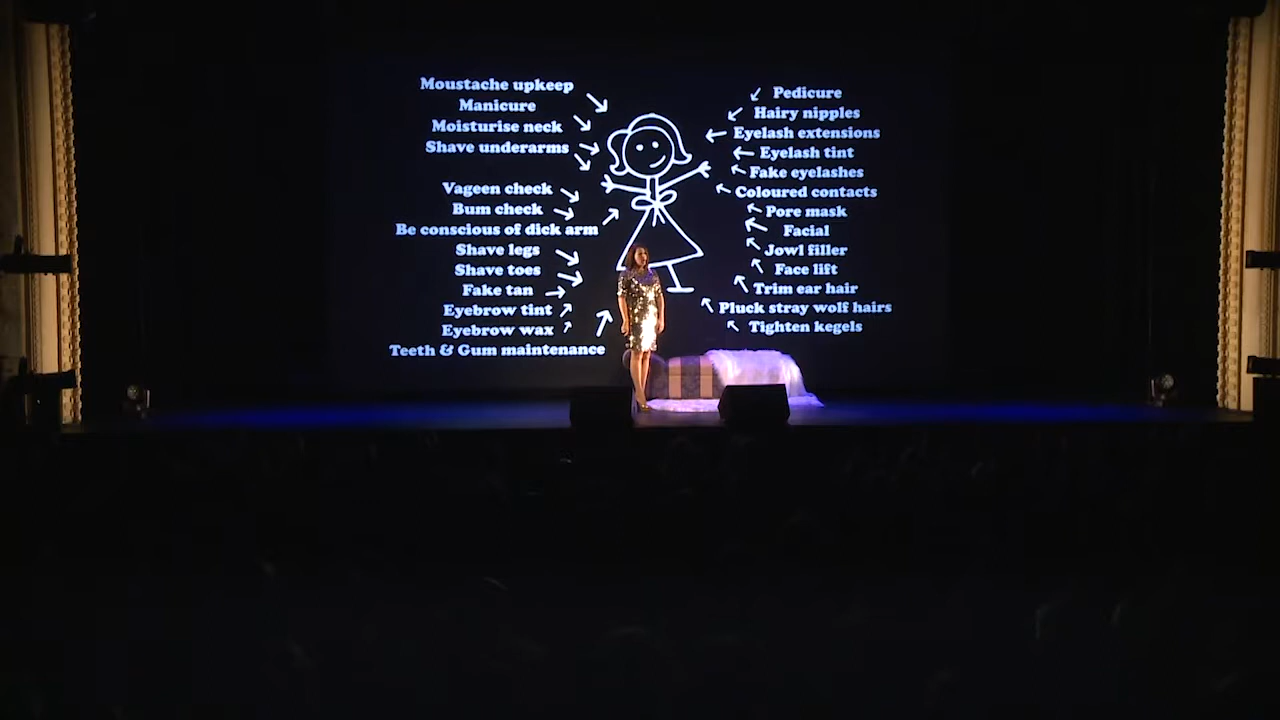 Moustache upkeep
Manicure
Moisturise neck
Shave underarms
Vageen check
Bum check
Be conscious of dick arm
Shave legs
Shave toes
Fake tan
Eyebrow tint
Eyebrow wax
Teeth & Gum maintenance
Pedicure
Hairy nipples
Eyelash extensions
Eyelash tint
Fake eyelashes
Coloured contacts
Pore mask
Facial
Jowl filler
Face lift
Trim ear hair
Pluck stray wolf hairs
Tighten kegels